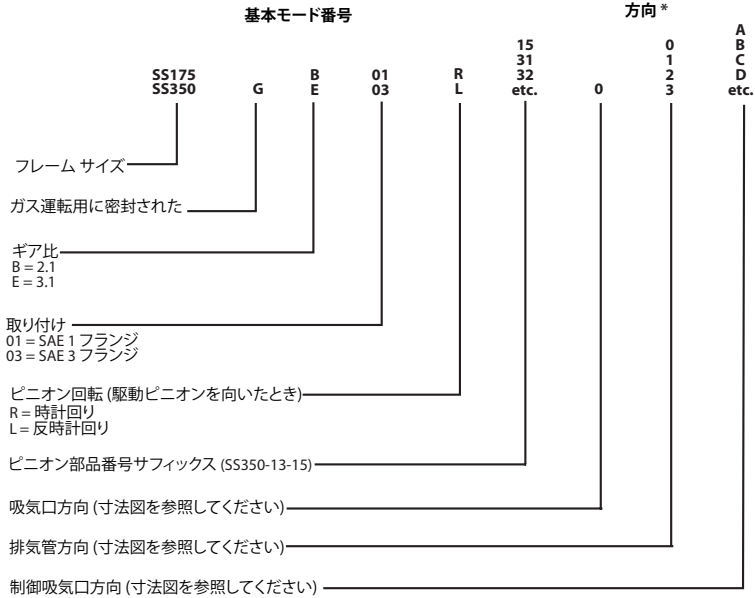 基本モード番号
方向 *
A
B
C
D
etc.
15
31
32
etc.
0
1
2
3
SS175
SS350
G
B
E
01
03
R
L
0
フレーム サイズ
ガス運転用に密封された
ギア比
B = 2.1
E = 3.1
取り付け
01 = SAE 1 フランジ
03 = SAE 3 フランジ
ピニオン回転 (駆動ピニオンを向いたとき)
R = 時計回り
L = 反時計回り
ピニオン部品番号サフィックス (SS350-13-15)
吸気口方向 (寸法図を参照してください)
排気管方向 (寸法図を参照してください)
制御吸気口方向 (寸法図を参照してください)